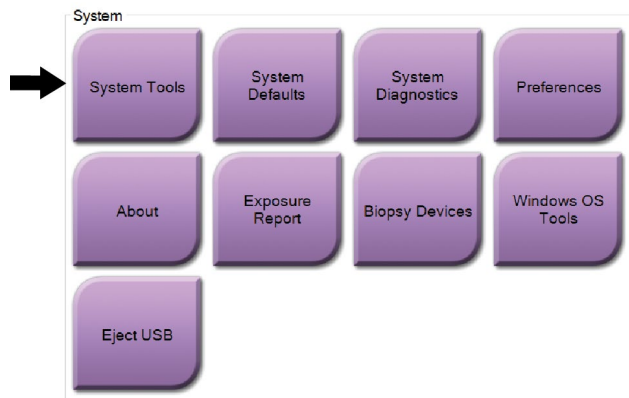 System
System Tools
System
Defaults
System
Diagnostics
Preferences
About
Exposure
Report
Biopsy Devices
Windows OS
Tools
Eject USB